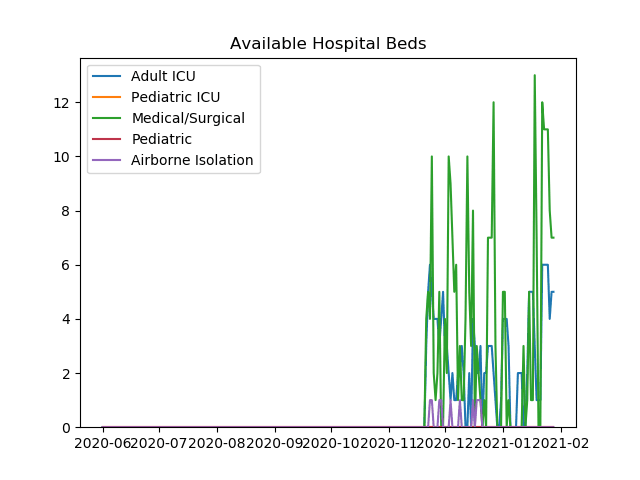 Available Hospital Beds
Adult ICU
Pediatric ICU
Medical/Surgical
Pediatric
Airborne Isolation
12
10
8
6
4
2
0
2020-06 2020-07 2020-08 2020-09 2020-10 2020-11 2020-12 2021-01 2021-02